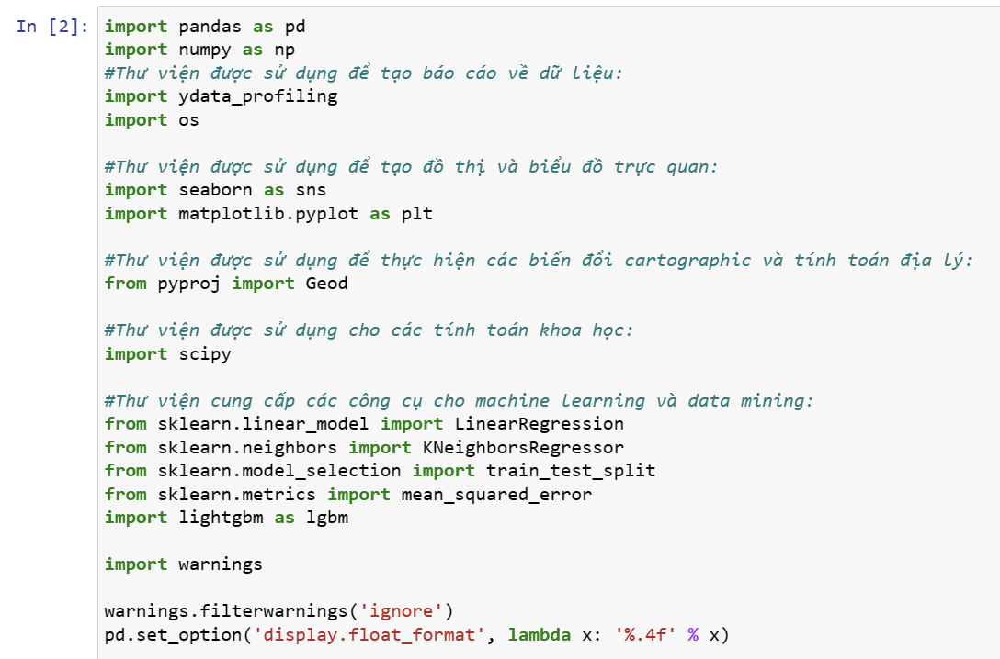 In [2]:
import pandas as pd
import numpy as np
#Thư viện được sử dụng để tạo báo cáo về dữ liệu:
import ydata_profiling
import os
#Thư viện được sử dụng để tạo đồ thị và biểu đồ trực quan:
import seaborn as sns
import matplotlib.pyplot as plt
#Thư viện được sử dụng để thực hiện các biến đổi cartographic và tính toán địa lý:
from pyproj import Geod
#Thư viện được sử dụng cho các tính toán khoa học:
import scipy
#Thư viện cung cấp các công cụ cho machine learning và data mining:
from sklearn.linear_model import LinearRegression
from sklearn.neighbors import KNeighborsRegressor
from sklearn.model_selection import train_test_split
from sklearn.metrics import mean_squared_error
import lightgbm as lgbm
import warnings
warnings.filterwarnings('ignore')
pd.set_option('display.float_format', lambda x: '%.4f' % x)